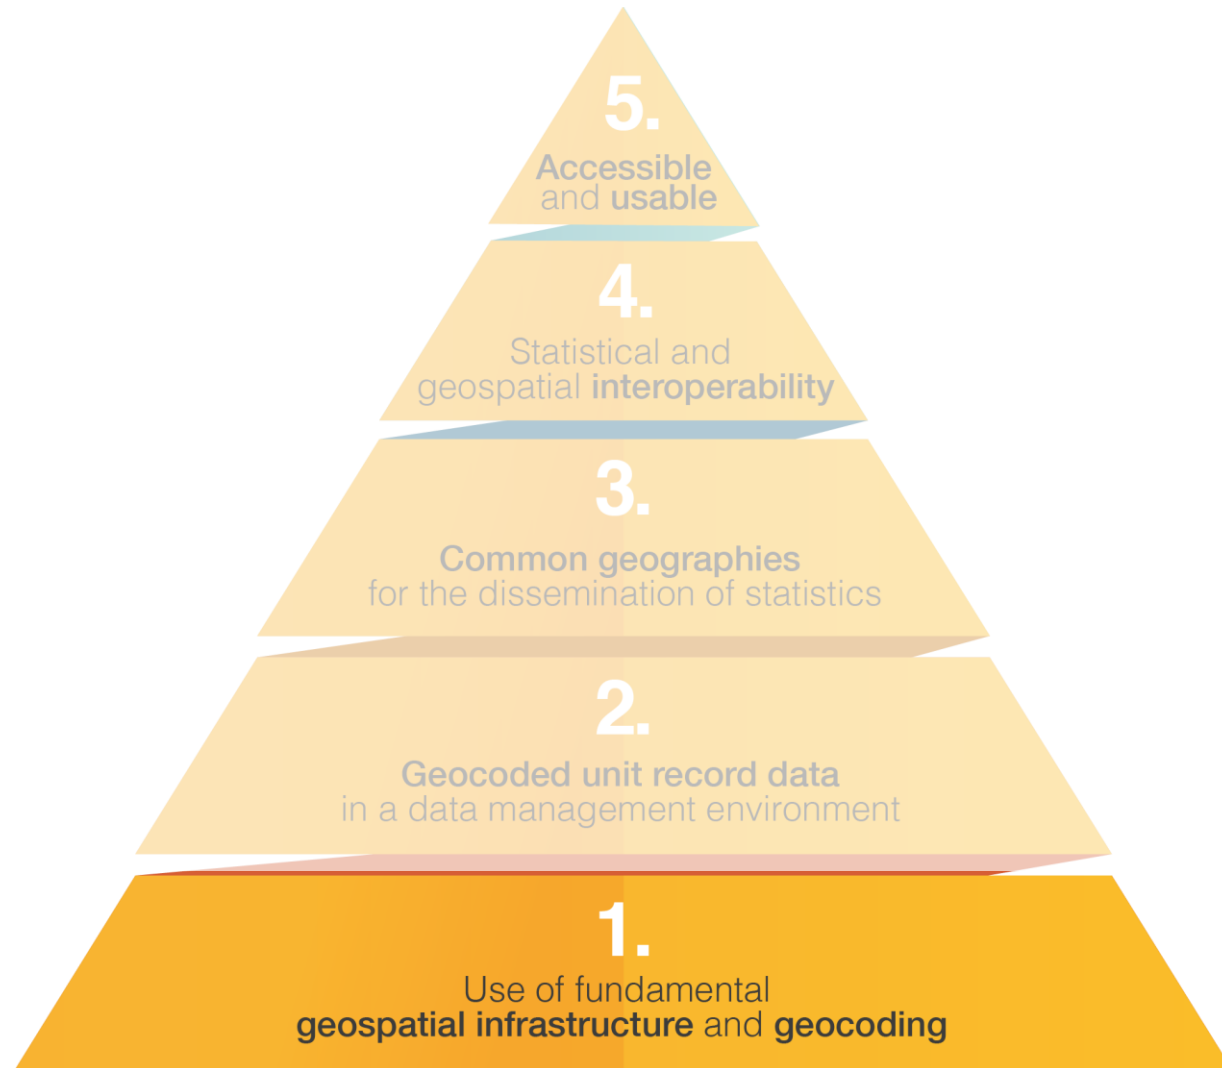 5.
Accessible
and usable
4.
Statistical and
geospatial interoperability
3.
Common geographies
for the dissemination of statistics
2.
Geocoded unit record data
in a data management environment
1.
Use of fundamental
geospatial infrastructure and geocoding